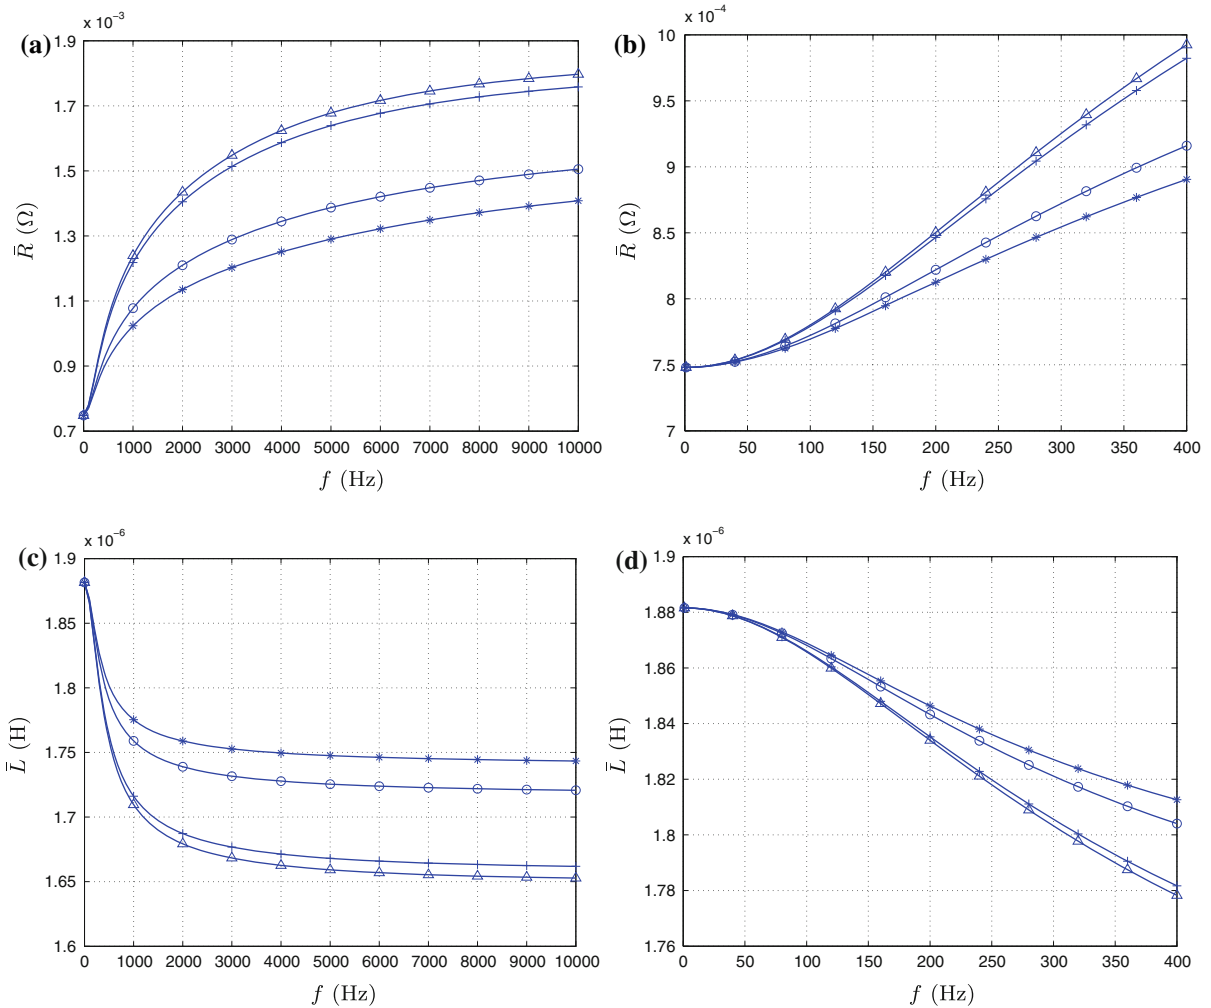 (a)
x 10⁻³
1.9
1.7
1.5
1.3
1.1
0.9
0.7
R̄ (Ω)
0 1000 2000 3000 4000 5000 6000 7000 8000 9000 10000
f (Hz)
(b)
x 10⁻⁴
10
9.5
9
8.5
8
7.5
7
R̄ (Ω)
0 50 100 150 200 250 300 350 400
f (Hz)
(c)
x 10⁻⁶
1.9
1.85
1.8
1.75
1.7
1.65
1.6
L̄ (H)
0 1000 2000 3000 4000 5000 6000 7000 8000 9000 10000
f (Hz)
(d)
x 10⁻⁶
1.9
1.88
1.86
1.84
1.82
1.8
1.78
1.76
L̄ (H)
0 50 100 150 200 250 300 350 400
f (Hz)